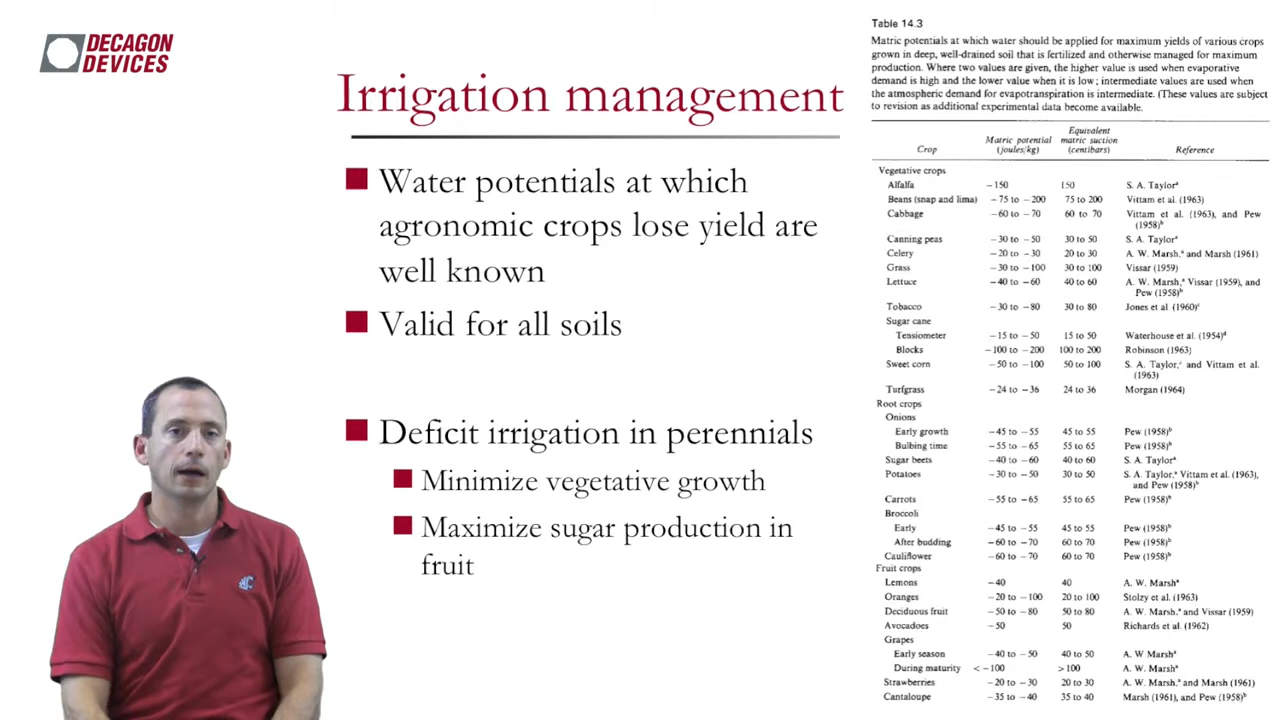 DECAGON
DEVICES
Irrigation management
Water potentials at which
agronomic crops lose yield are
well known
Valid for all soils
Deficit irrigation in perennials
Minimize vegetative growth
Maximize sugar production in
fruit
Table 14.3
Matric potentials at which water should be applied for maximum yields of various crops
grown in deep, well-drained soil that is fertilized and otherwise managed for maximum
production. Where two values are given, the higher value is used when evaporative
demand is high and the lower value when it is low; intermediate values are used when
the atmospheric demand for evapotranspiration is intermediate. (These values are subject
to revision as additional experimental data become available.
Equivalent
Matric potential matric suction
Crop (joules/kg) (centibars) Reference
Vegetative crops
Alfalfa −150 150 S. A. Taylorᵃ
Beans (snap and lima) −75 to −200 75 to 200 Vittam et al. (1963)
Cabbage −60 to −70 60 to 70 Vittam et al. (1963), and Pew
(1958)ᵇ
Canning peas −30 to −50 30 to 50 S. A. Taylorᵃ
Celery −20 to −30 20 to 30 A. W. Marsh,ᵃ and Marsh (1961)
Grass −30 to −100 30 to 100 Vissar (1959)
Lettuce −40 to −60 40 to 60 A. W. Marsh,ᵃ Vissar (1959), and
Pew (1958)ᵇ
Tobacco −30 to −80 30 to 80 Jones et al. (1960)ᶜ
Sugar cane
Tensiometer −15 to −50 15 to 50 Waterhouse et al. (1954)ᵈ
Blocks −100 to −200 100 to 200 Robinson (1963)
Sweet corn −50 to −100 50 to 100 S. A. Taylor, and Vittam et al.
(1963)
Turfgrass −24 to −36 24 to 36 Morgan (1964)
Root crops
Onions
Early growth −45 to −55 45 to 55 Pew (1958)ᵇ
Bulbing time −55 to −65 55 to 65 Pew (1958)ᵇ
Sugar beets −40 to −60 40 to 60 S. A. Taylorᵃ
Potatoes −30 to −50 30 to 50 S. A. Taylor,ᵃ Vittam et al. (1963),
and Pew (1958)ᵇ
Carrots −55 to −65 55 to 65 Pew (1958)ᵇ
Broccoli
Early −45 to −55 45 to 55 Pew (1958)ᵇ
After budding −60 to −70 60 to 70 Pew (1958)ᵇ
Cauliflower −60 to −70 60 to 70 Pew (1958)ᵇ
Fruit crops
Lemons −40 40 A. W. Marshᵃ
Oranges −20 to −100 20 to 100 Stolzy et al. (1963)
Deciduous fruit −50 to −80 50 to 80 A. W. Marsh,ᵃ and Vissar (1959)
Avocadoes −50 50 Richards et al. (1962)
Grapes
Early season −40 to −50 40 to 50 A. W Marshᵃ
During maturity < −100 >100 A. W. Marshᵃ
Strawberries −20 to −30 20 to 30 A. W. Marsh,ᵃ and Marsh (1961)
Cantaloupe −35 to −40 35 to 40 Marsh (1961), and Pew (1958)ᵇ